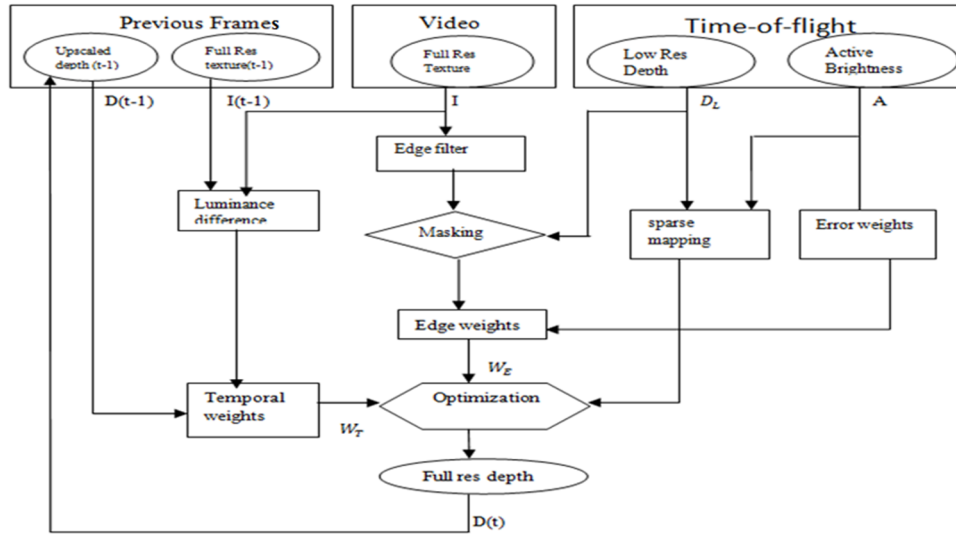 Previous Frames
Video
Time-of-flight
Upscaled
depth (t-1)
Full Res
texture(t-1)
Full Res
Texture
Low Res
Depth
Active
Brightness
D(t-1)
I(t-1)
I
D_L
A
Edge filter
Luminance
difference
Masking
sparse
mapping
Error weights
Edge weights
W_E
Temporal
weights
W_T
Optimization
Full res depth
D(t)